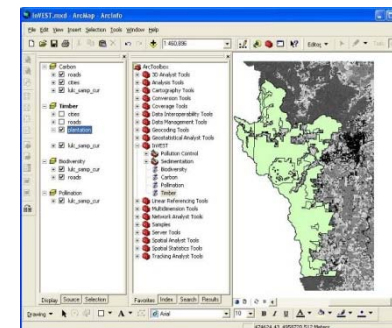 InVEST.mxd - ArcMap - ArcInfo
File Edit View Insert Selection Tools Window Help
1:460,896
Editor
Carbon
roads
cities
lulc_samp_cur
Timber
cities
roads
plantation
lulc_samp_cur
Biodiversity
lulc_samp_cur
roads
Pollination
lulc_samp_cur
Display Source Selection
ArcToolbox
3D Analyst Tools
Analysis Tools
Cartography Tools
Conversion Tools
Coverage Tools
Data Interoperability Tools
Data Management Tools
Geocoding Tools
Geostatistical Analyst Tools
InVEST
Pollution Control
Sedimentation
Biodiversity
Carbon
Pollination
Timber
Linear Referencing Tools
Multidimension Tools
Network Analyst Tools
Samples
Server Tools
Spatial Analyst Tools
Spatial Statistics Tools
Tracking Analyst Tools
Favorites Index Search Results
Drawing
A
Arial
10
B I U A
Meters